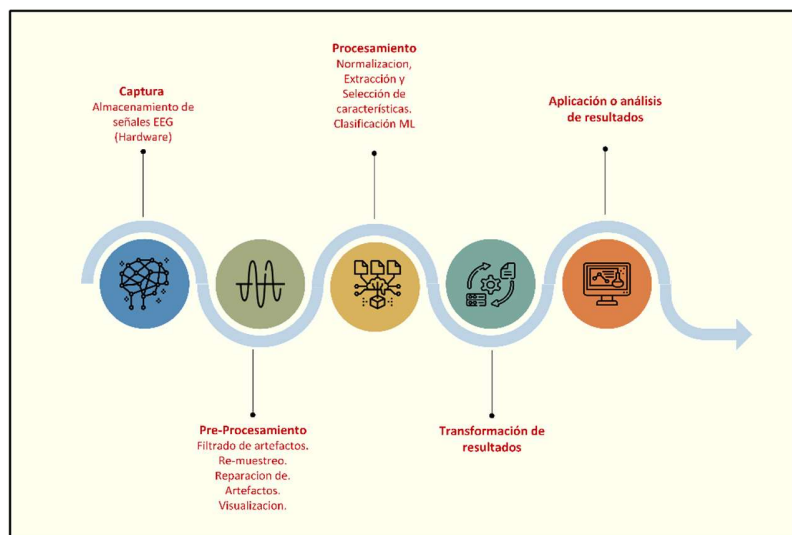 Captura
Almacenamiento de
señales EEG
(Hardware)
Pre-Procesamiento
Filtrado de artefactos.
Re-muestreo.
Reparacion de.
Artefactos.
Visualizacion.
Procesamiento
Normalizacion,
Extracción y
Selección de
características.
Clasificación ML
Transformación de
resultados
Aplicación o análisis
de resultados